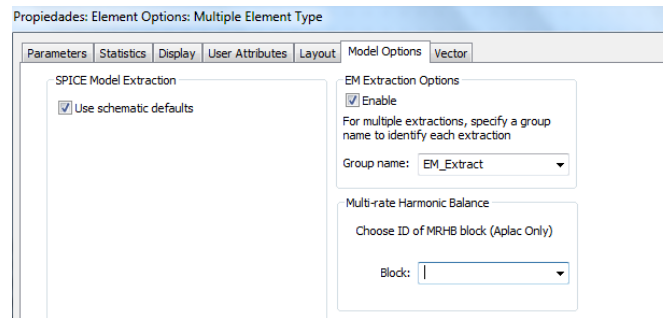 Propiedades: Element Options: Multiple Element Type
Parameters Statistics Display User Attributes Layout Model Options Vector
SPICE Model Extraction
Use schematic defaults
EM Extraction Options
Enable
For multiple extractions, specify a group
name to identify each extraction
Group name: EM_Extract
Multi-rate Harmonic Balance
Choose ID of MRHB block (Aplac Only)
Block: